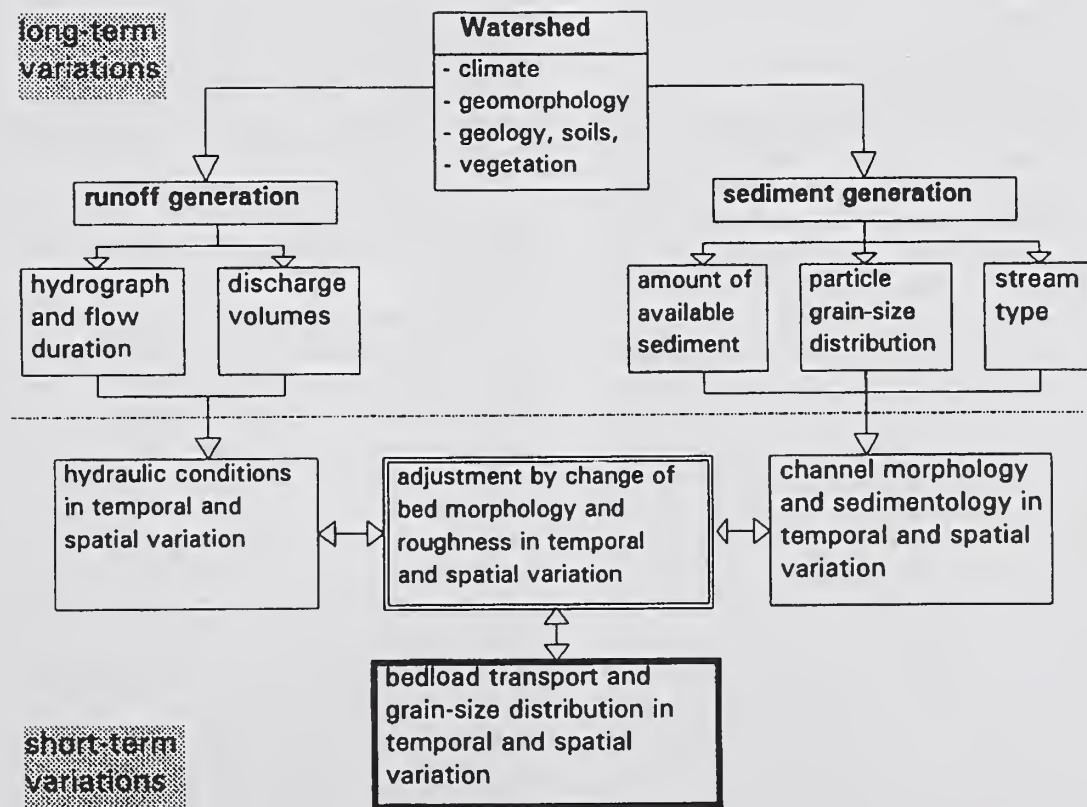 long-term
variations
Watershed
- climate
- geomorphology
- geology, soils,
- vegetation
runoff generation
sediment generation
hydrograph
and flow
duration
discharge
volumes
amount of
available
sediment
particle
grain-size
distribution
stream
type
hydraulic conditions
in temporal and
spatial variation
adjustment by change of
bed morphology and
roughness in temporal
and spatial variation
channel morphology
and sedimentology in
temporal and spatial
variation
bedload transport and
grain-size distribution in
temporal and spatial
variation
short-term
variations